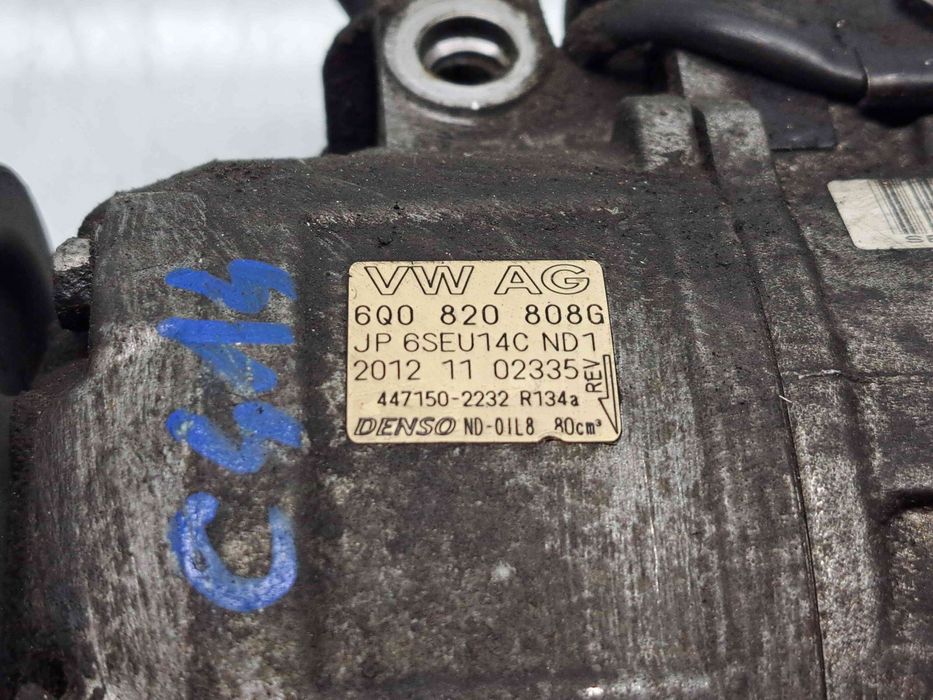 VW AG
6Q0 820 808G
JP 6SEU14C ND1
2012 11 02335
REV
447150-2232 R134a
DENSO ND-OIL8 80cm³